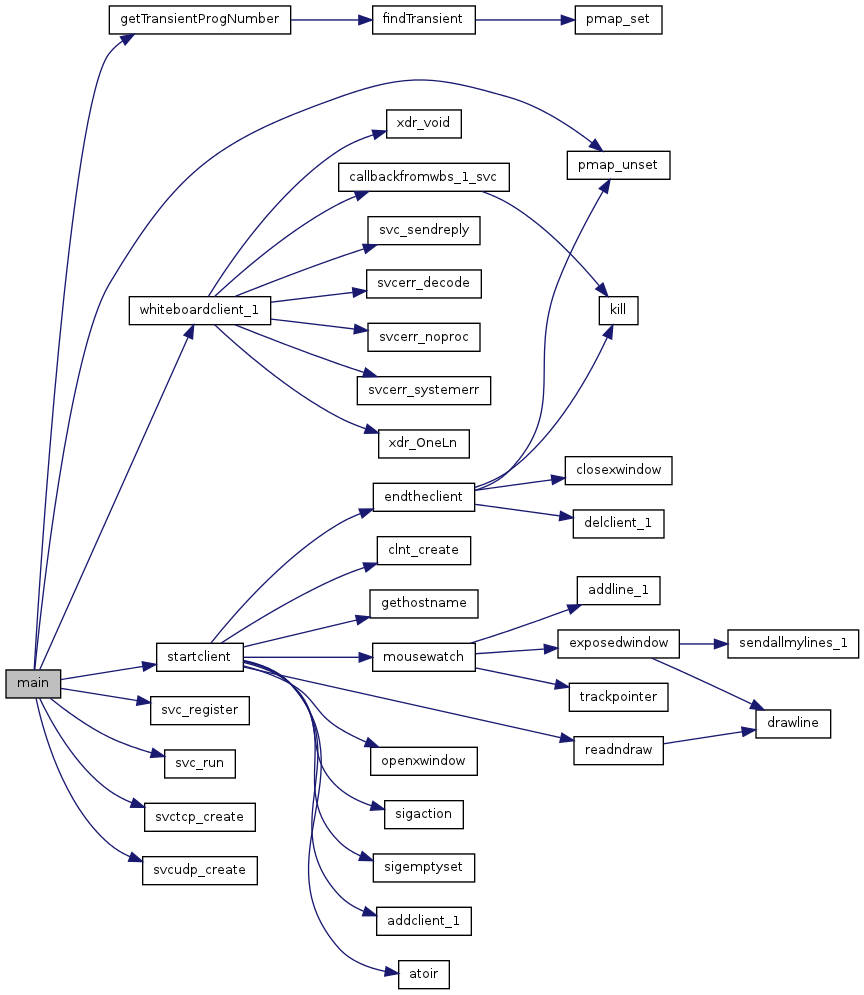 getTransientProgNumber
findTransient
pmap_set
xdr_void
pmap_unset
callbackfromwbs_1_svc
svc_sendreply
svcerr_decode
whiteboardclient_1
kill
svcerr_noproc
svcerr_systemerr
xdr_OneLn
closexwindow
endtheclient
delclient_1
clnt_create
addline_1
gethostname
exposedwindow
sendallmylines_1
startclient
mousewatch
main
trackpointer
svc_register
drawline
readndraw
svc_run
openxwindow
svctcp_create
sigaction
svcudp_create
sigemptyset
addclient_1
atoir